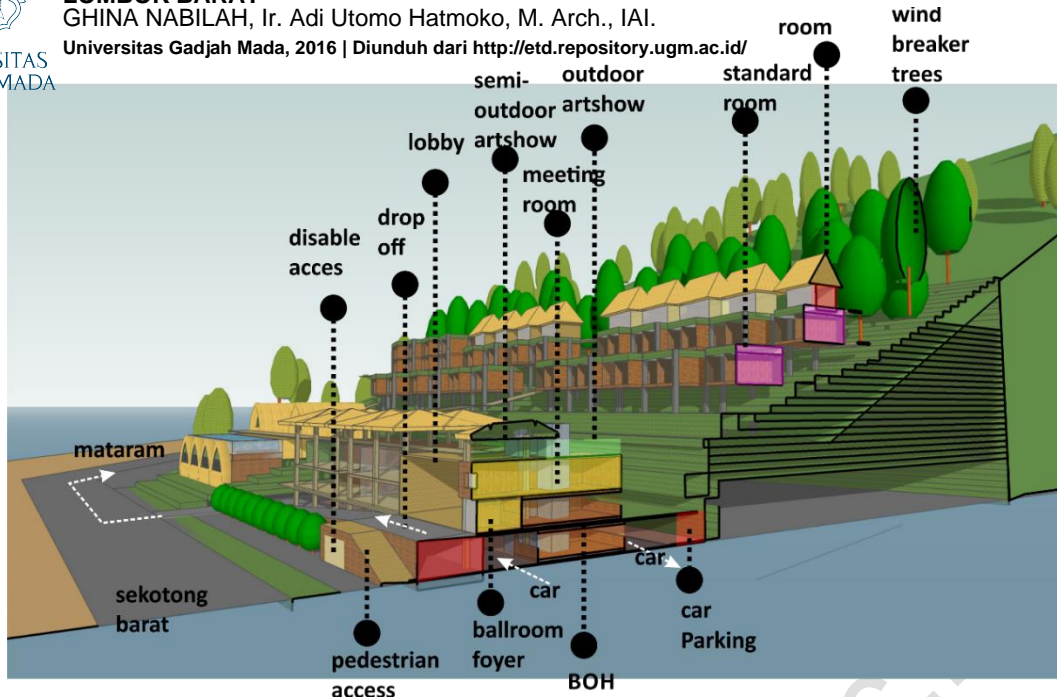 LOMBOK BARAT
GHINA NABILAH, Ir. Adi Utomo Hatmoko, M. Arch., IAI.
Universitas Gadjah Mada, 2016 | Diunduh dari http://etd.repository.ugm.ac.id/
room
wind
breaker
trees
semi-
outdoor
artshow
outdoor
artshow
standard
room
lobby
meeting
room
drop
off
disable
acces
mataram
sekotong
barat
car
car
car
Parking
ballroom
foyer
BOH
pedestrian
access